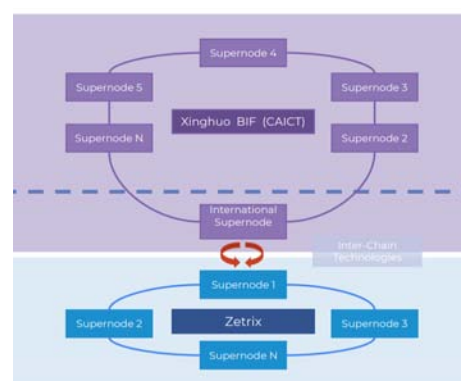 Supernode 4
Supernode 5
Supernode 3
Xinghuo BIF (CAICT)
Supernode N
Supernode 2
International
Supernode
Inter-Chain
Technologies
Supernode 1
Supernode 2
Zetrix
Supernode 3
Supernode N